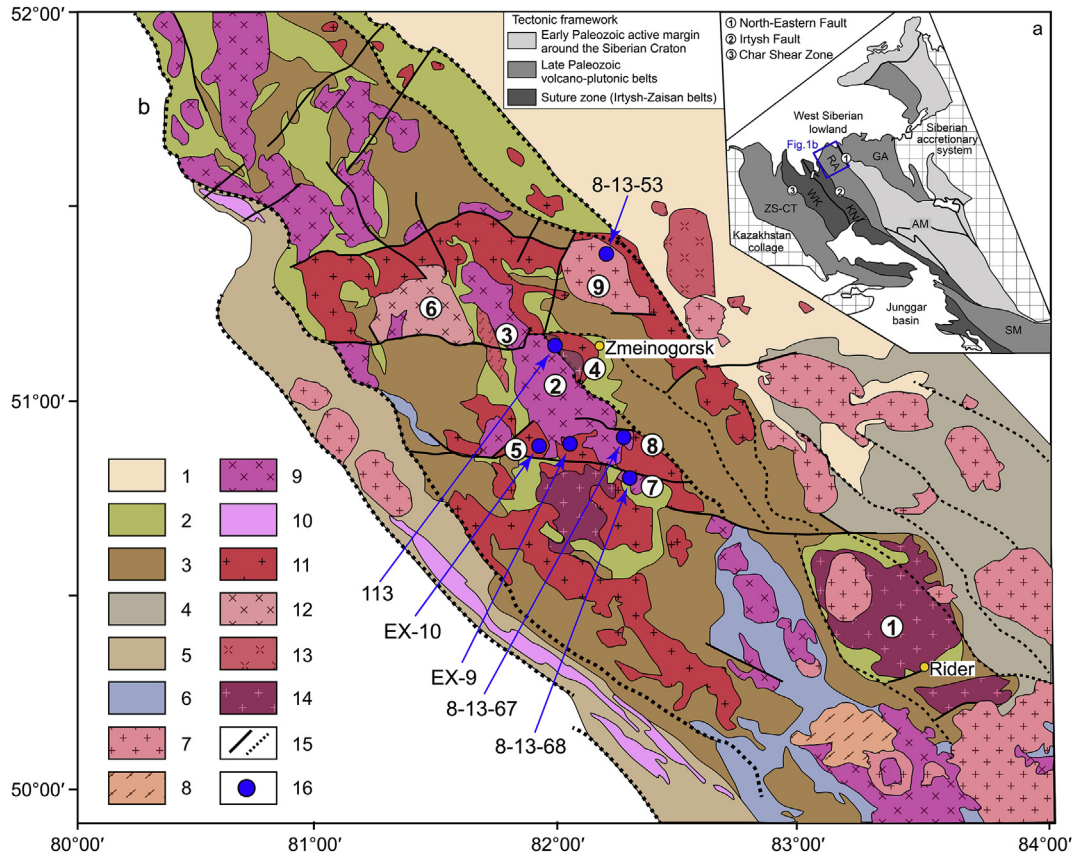 52°00′
51°00′
50°00′
80°00′
81°00′
82°00′
83°00′
84°00′
b
a
Tectonic framework
Early Paleozoic active margin
around the Siberian Craton
Late Paleozoic
volcano-plutonic belts
Suture zone (Irtysh-Zaisan belts)
① North-Eastern Fault
② Irtysh Fault
③ Char Shear Zone
West Siberian
lowland
Fig.1b
Siberian
accretionary
system
RA
①
GA
③
WK
②
KN
ZS-CT
AM
Kazakhstan
collage
Junggar
basin
SM
8-13-53
⑨
⑥
③
Zmeinogorsk
④
②
⑤
⑧
⑦
113
EX-10
EX-9
8-13-67
8-13-68
①
Rider
1
2
3
4
5
6
7
8
9
10
11
12
13
14
15
16